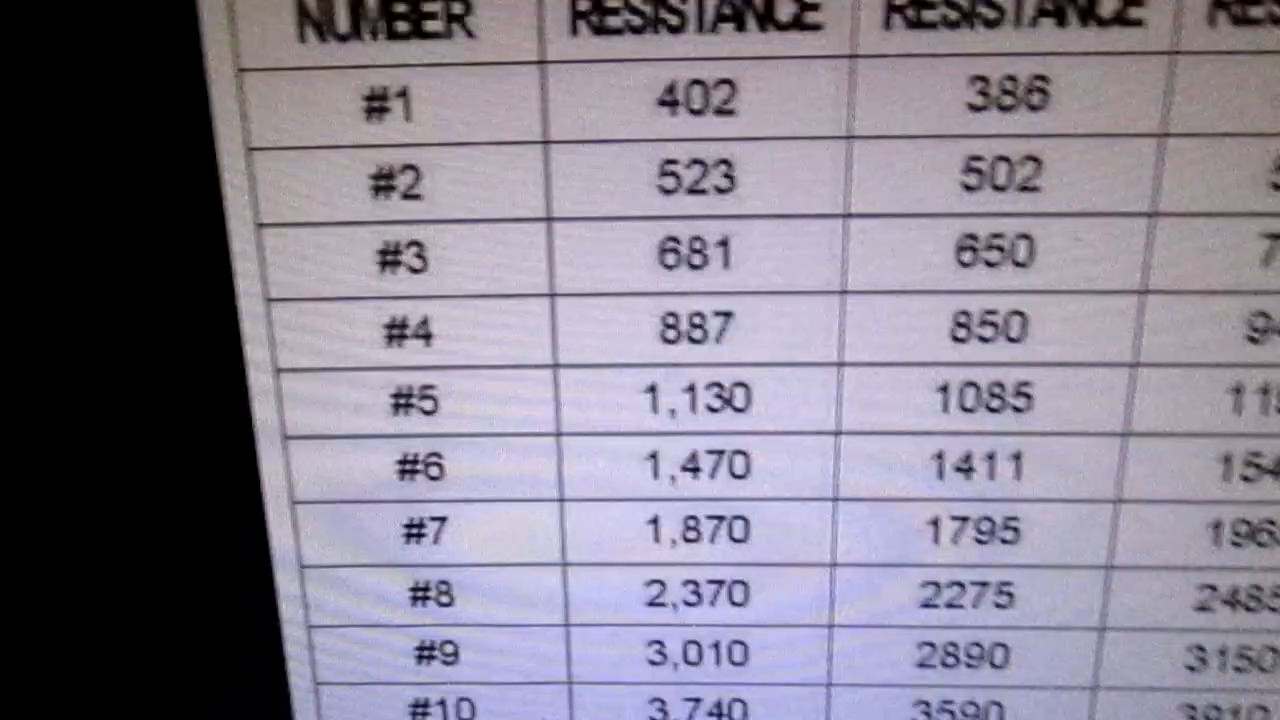 NUMBER RESISTANCE RESISTANCE
#1 402 386
#2 523 502
#3 681 650
#4 887 850
#5 1,130 1085
#6 1,470 1411
#7 1,870 1795
#8 2,370 2275
#9 3,010 2890 3150
#10 3,740 3590